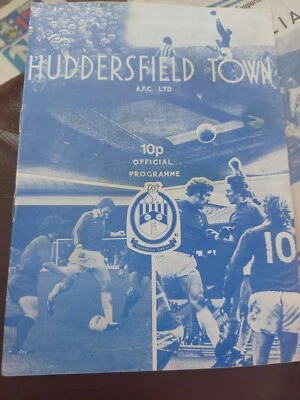 HUDDERSFIELD TOWN
A.F.C. LTD
10p
OFFICIAL
PROGRAMME
10